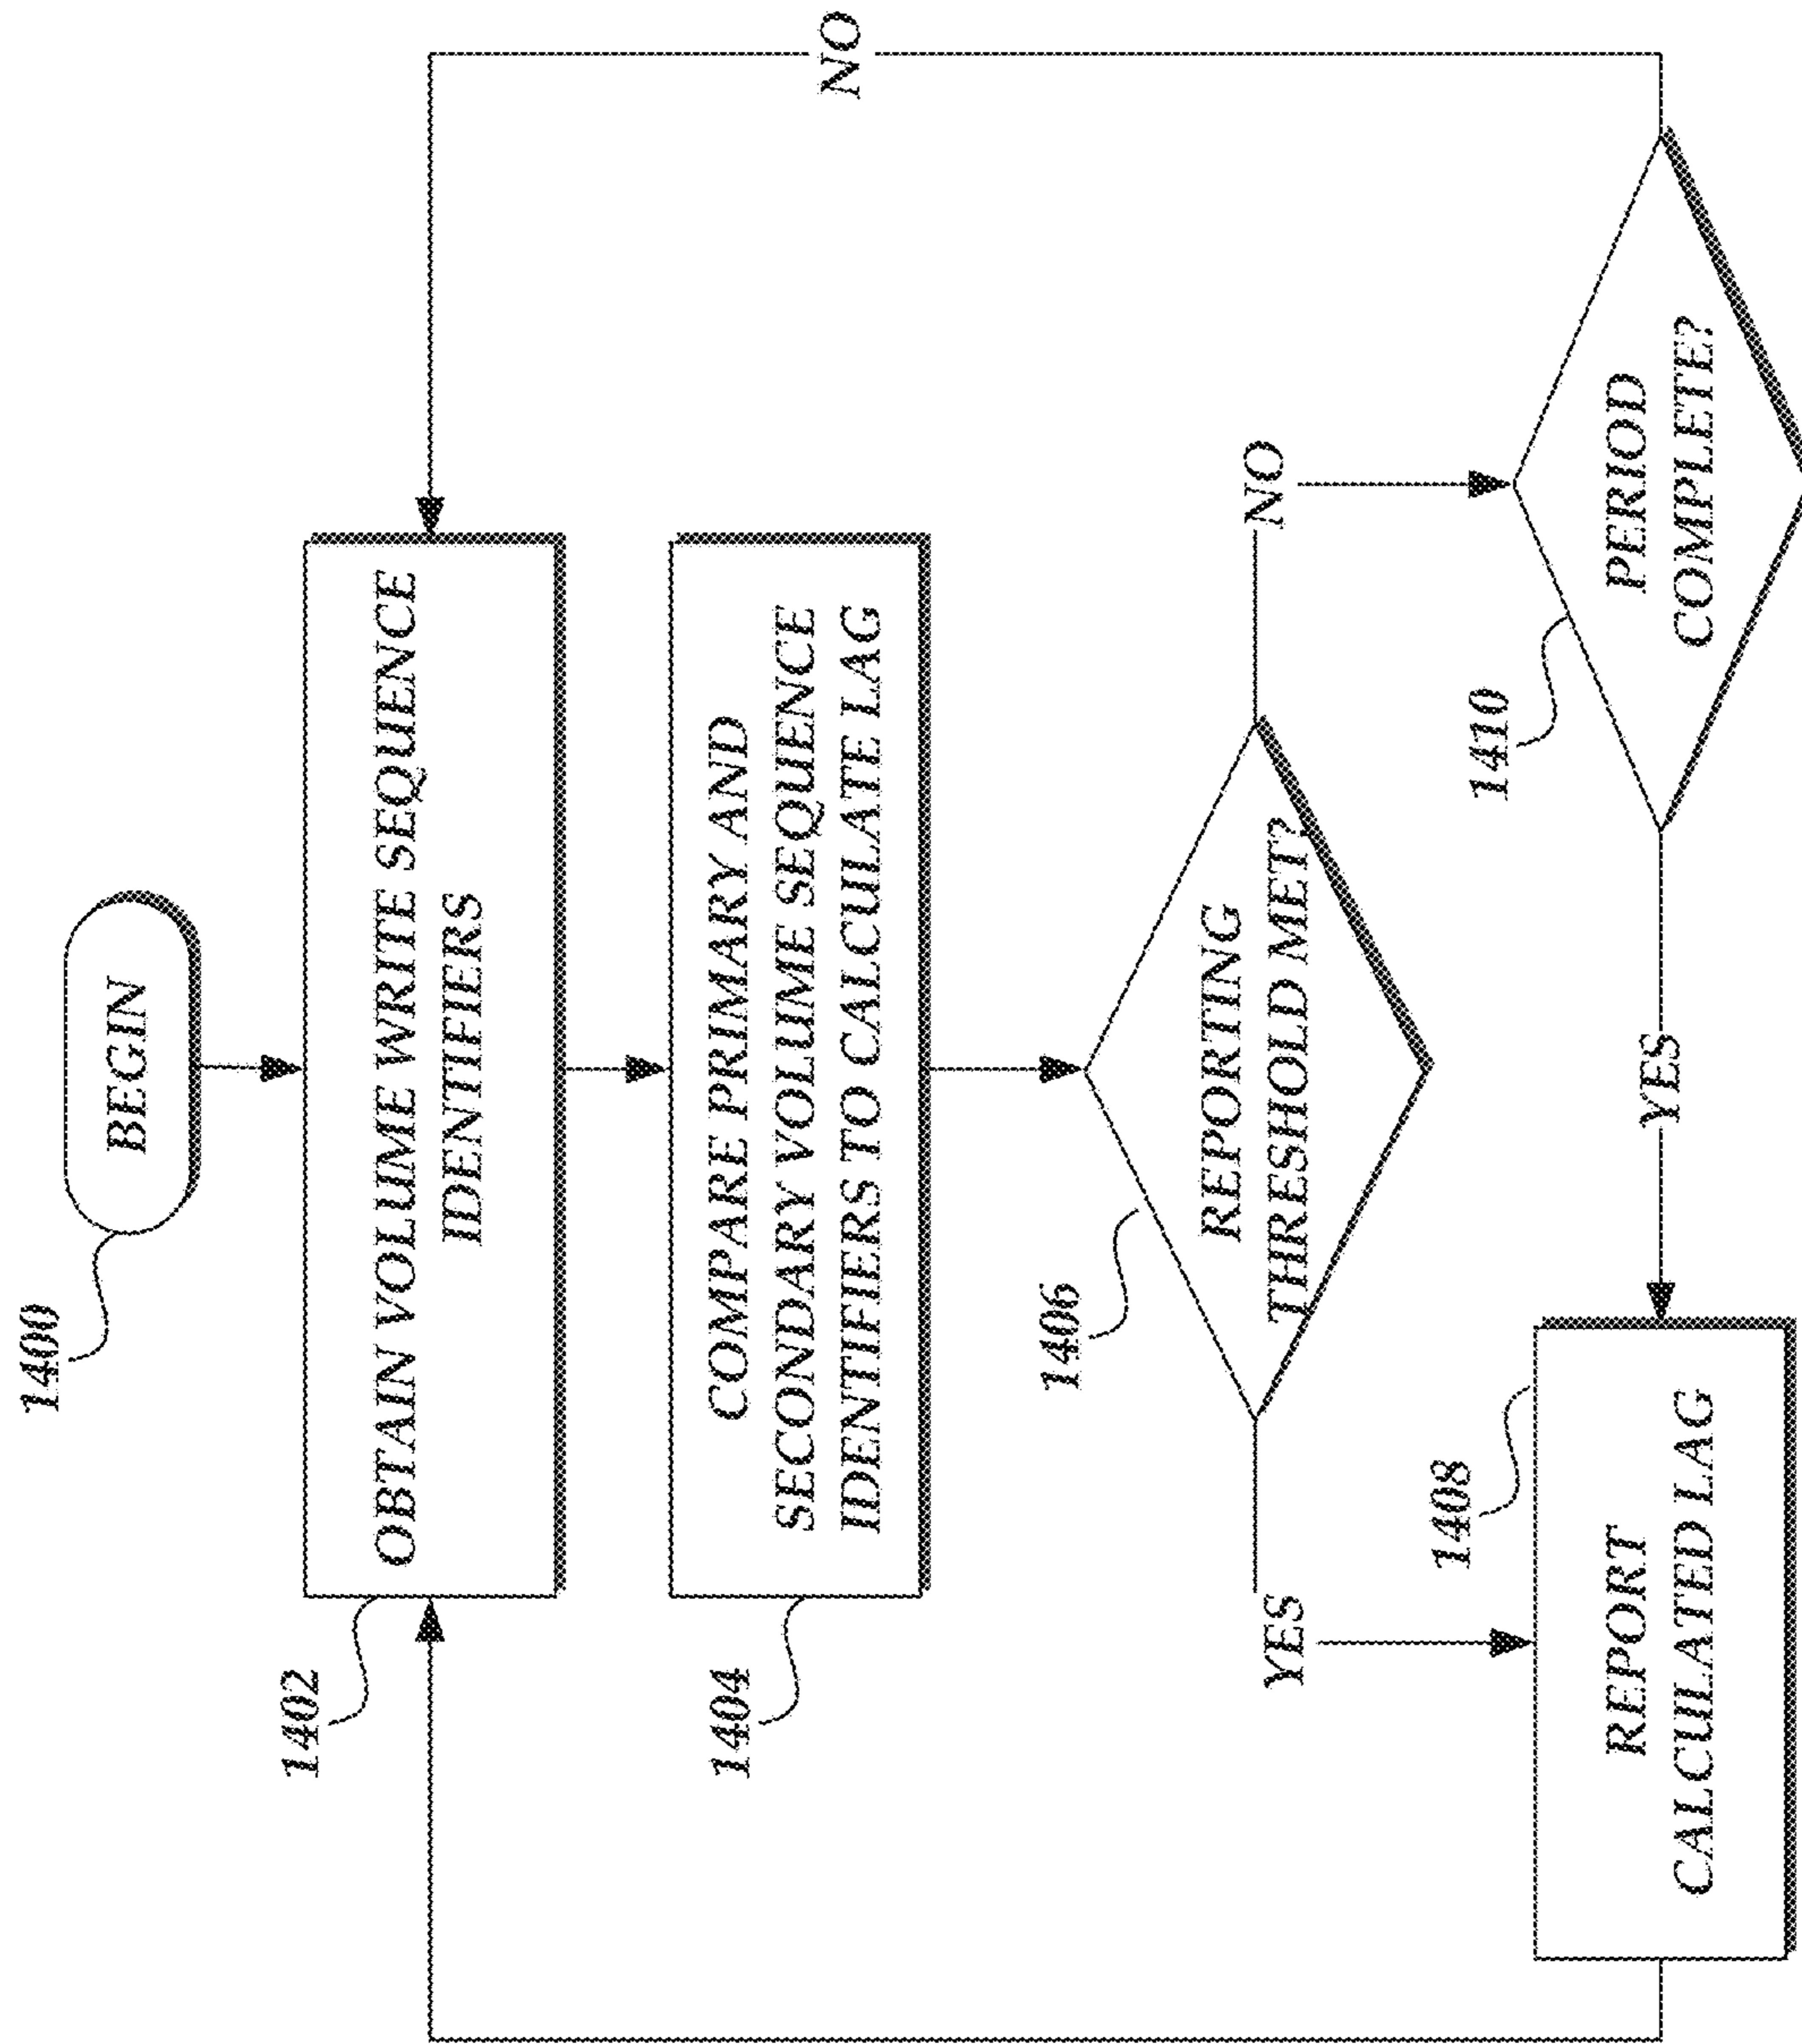 1400
BEGIN
1402
OBTAIN VOLUME WRITE SEQUENCE
IDENTIFIERS
1404
COMPARE PRIMARY AND
SECONDARY VOLUME SEQUENCE
IDENTIFIERS TO CALCULATE LAG
1406
REPORTING
THRESHOLD MET?
YES
NO
1408
REPORT
CALCULATED LAG
YES
1410
PERIOD
COMPLETE?
NO